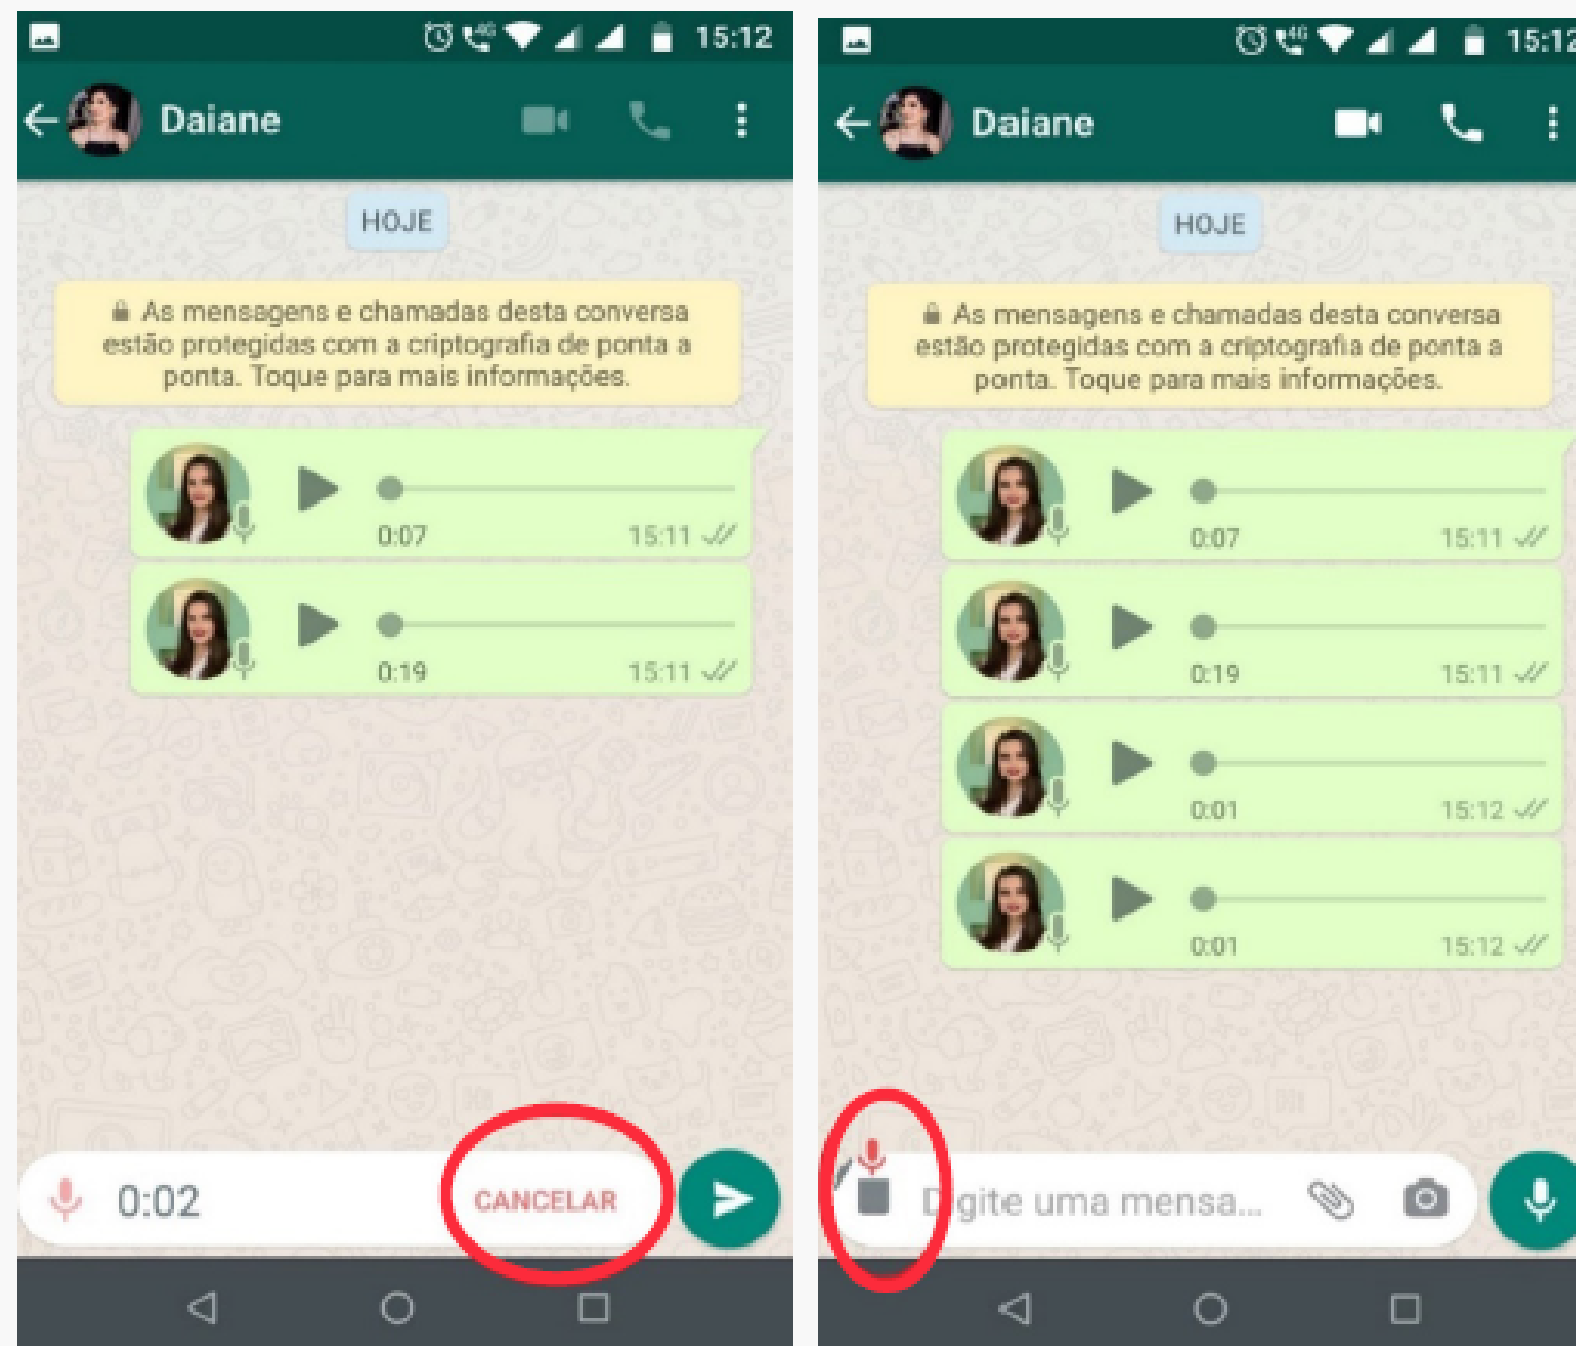 15:12
Daiane
HOJE
As mensagens e chamadas desta conversa
estão protegidas com a criptografia de ponta a
ponta. Toque para mais informações.
0:07 15:11
0:19 15:11
0:02 CANCELAR
15:12
Daiane
HOJE
As mensagens e chamadas desta conversa
estão protegidas com a criptografia de ponta a
ponta. Toque para mais informações.
0:07 15:11
0:19 15:11
0:01 15:12
0:01 15:12
Digite uma mensa...